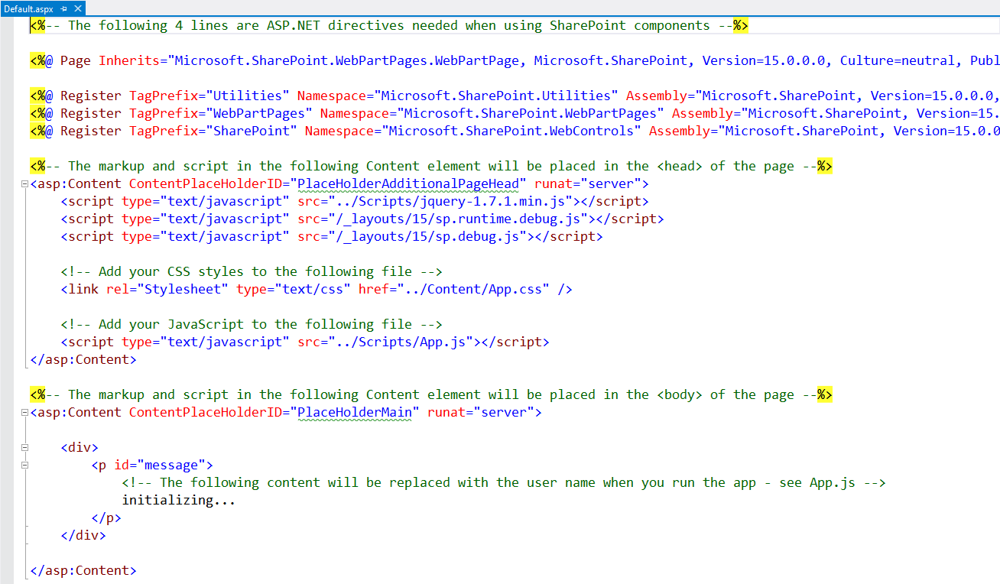 Default.aspx
<%-- The following 4 lines are ASP.NET directives needed when using SharePoint components --%>
<%@ Page Inherits="Microsoft.SharePoint.WebPartPages.WebPartPage, Microsoft.SharePoint, Version=15.0.0.0, Culture=neutral, Publ
<%@ Register TagPrefix="Utilities" Namespace="Microsoft.SharePoint.Utilities" Assembly="Microsoft.SharePoint, Version=15.0.0.0,
<%@ Register TagPrefix="WebPartPages" Namespace="Microsoft.SharePoint.WebPartPages" Assembly="Microsoft.SharePoint, Version=15.
<%@ Register TagPrefix="SharePoint" Namespace="Microsoft.SharePoint.WebControls" Assembly="Microsoft.SharePoint, Version=15.0.0
<%-- The markup and script in the following Content element will be placed in the <head> of the page --%>
<asp:Content ContentPlaceHolderID="PlaceHolderAdditionalPageHead" runat="server">
<script type="text/javascript" src="../Scripts/jquery-1.7.1.min.js"></script>
<script type="text/javascript" src="/_layouts/15/sp.runtime.debug.js"></script>
<script type="text/javascript" src="/_layouts/15/sp.debug.js"></script>
<!-- Add your CSS styles to the following file -->
<link rel="Stylesheet" type="text/css" href="../Content/App.css" />
<!-- Add your JavaScript to the following file -->
<script type="text/javascript" src="../Scripts/App.js"></script>
</asp:Content>
<%-- The markup and script in the following Content element will be placed in the <body> of the page --%>
<asp:Content ContentPlaceHolderID="PlaceHolderMain" runat="server">
<div>
<p id="message">
<!-- The following content will be replaced with the user name when you run the app - see App.js -->
initializing...
</p>
</div>
</asp:Content>